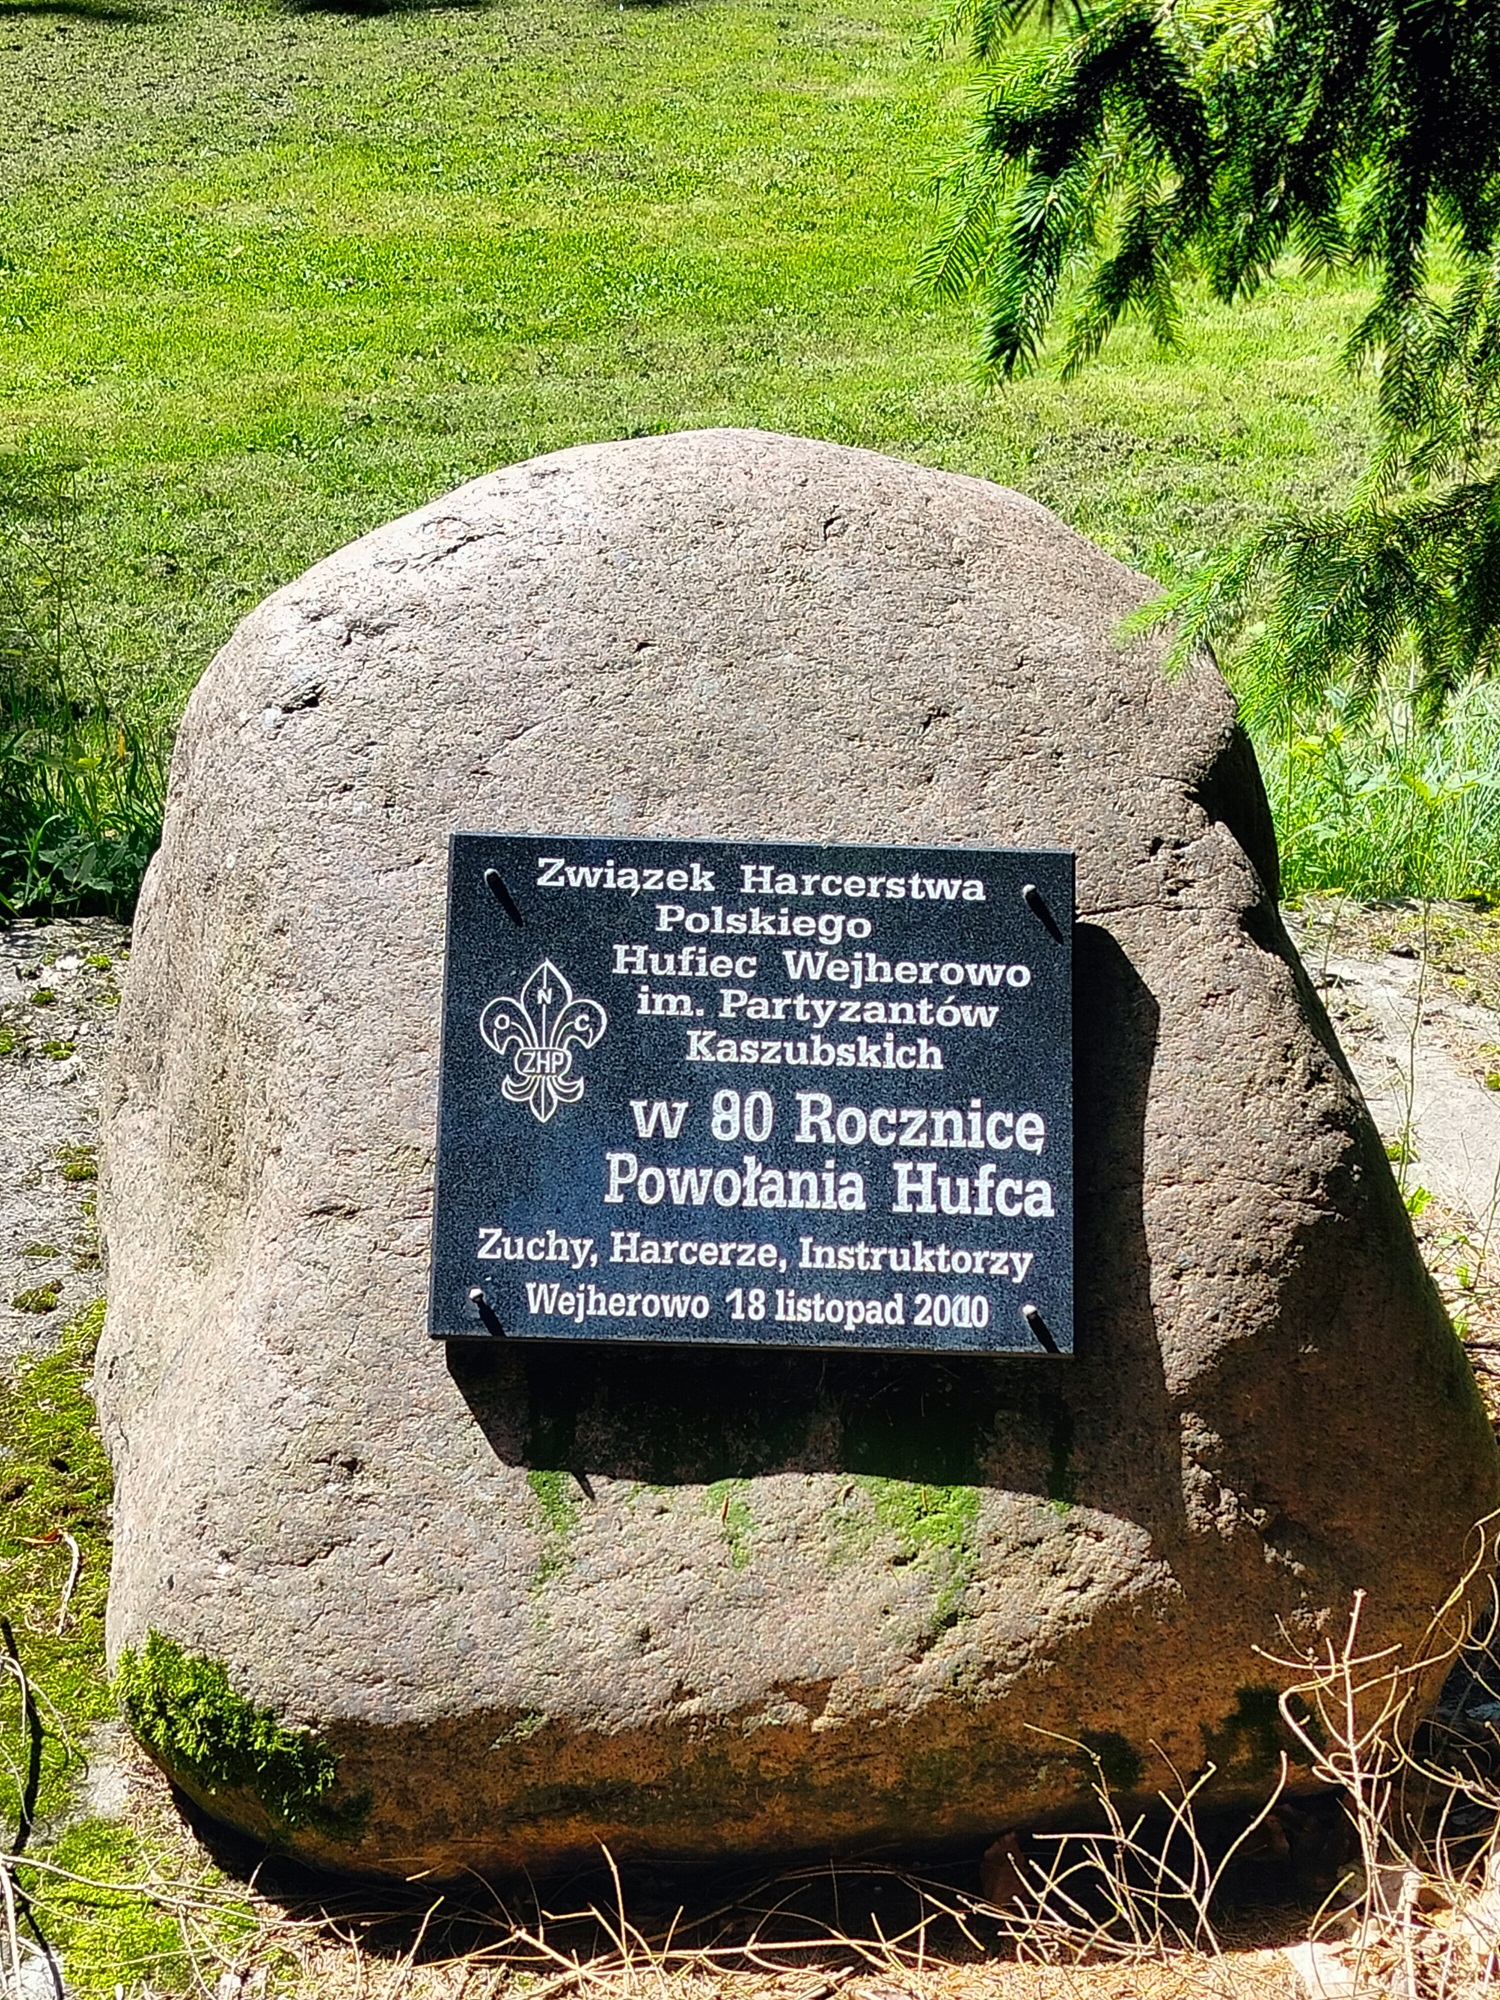 Związek Harcerstwa
Polskiego
Hufiec Wejherowo
im. Partyzantów
Kaszubskich
N
O C
ZHP
w 80 Rocznicę
Powołania Hufca
Zuchy, Harcerze, Instruktorzy
Wejherowo 18 listopad